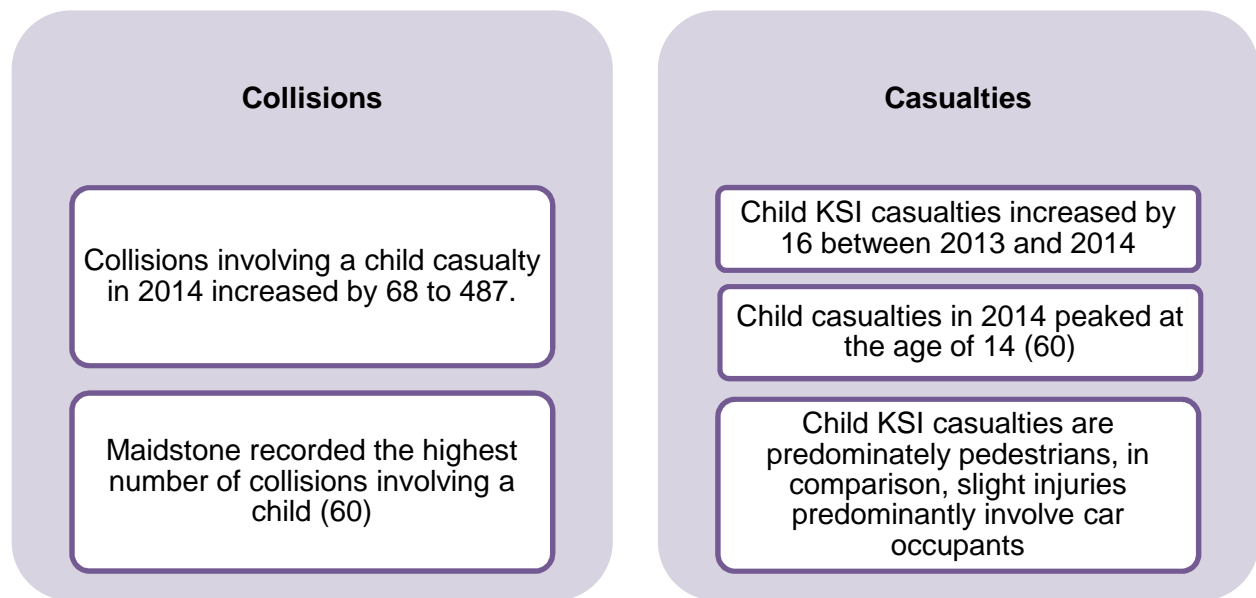 Collisions
Collisions involving a child casualty
in 2014 increased by 68 to 487.
Maidstone recorded the highest
number of collisions involving a
child (60)
Casualties
Child KSI casualties increased by
16 between 2013 and 2014
Child casualties in 2014 peaked at
the age of 14 (60)
Child KSI casualties are
predominately pedestrians, in
comparison, slight injuries
predominantly involve car
occupants